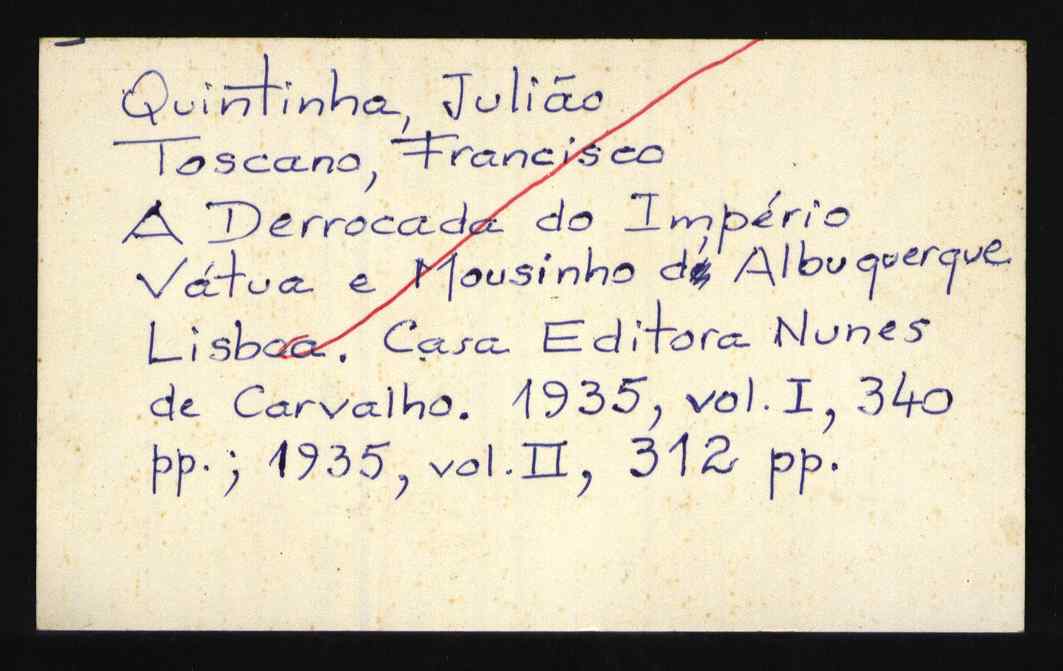 Quintinha, Julião
Toscano, Francisco
A Derrocada do Império
Vátua e Mousinho de Albuquerque
Lisboa. Casa Editora Nunes
de Carvalho. 1935, vol. I, 340
pp.; 1935, vol. II, 312 pp.